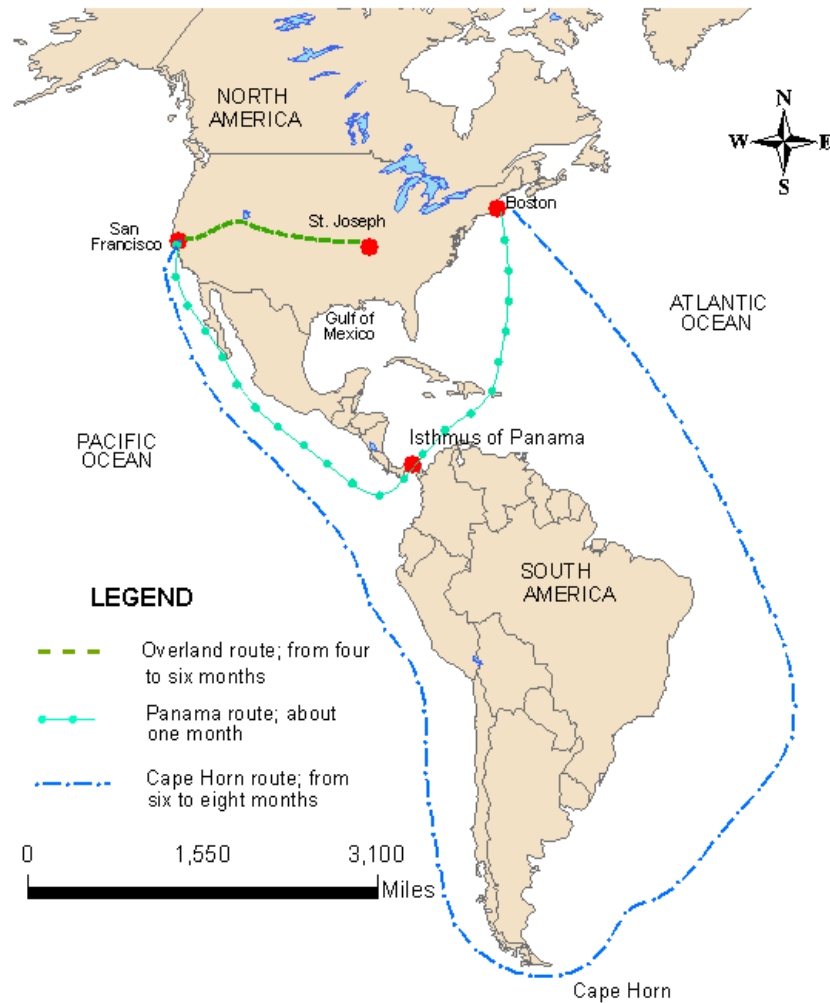 NORTH
AMERICA
N
W
E
S
Boston
St. Joseph
San
Francisco
ATLANTIC
OCEAN
Gulf of
Mexico
PACIFIC
OCEAN
Isthmus of Panama
SOUTH
AMERICA
LEGEND
Overland route; from four
to six months
Panama route; about
one month
Cape Horn route; from
six to eight months
0 1,550 3,100
Miles
Cape Horn